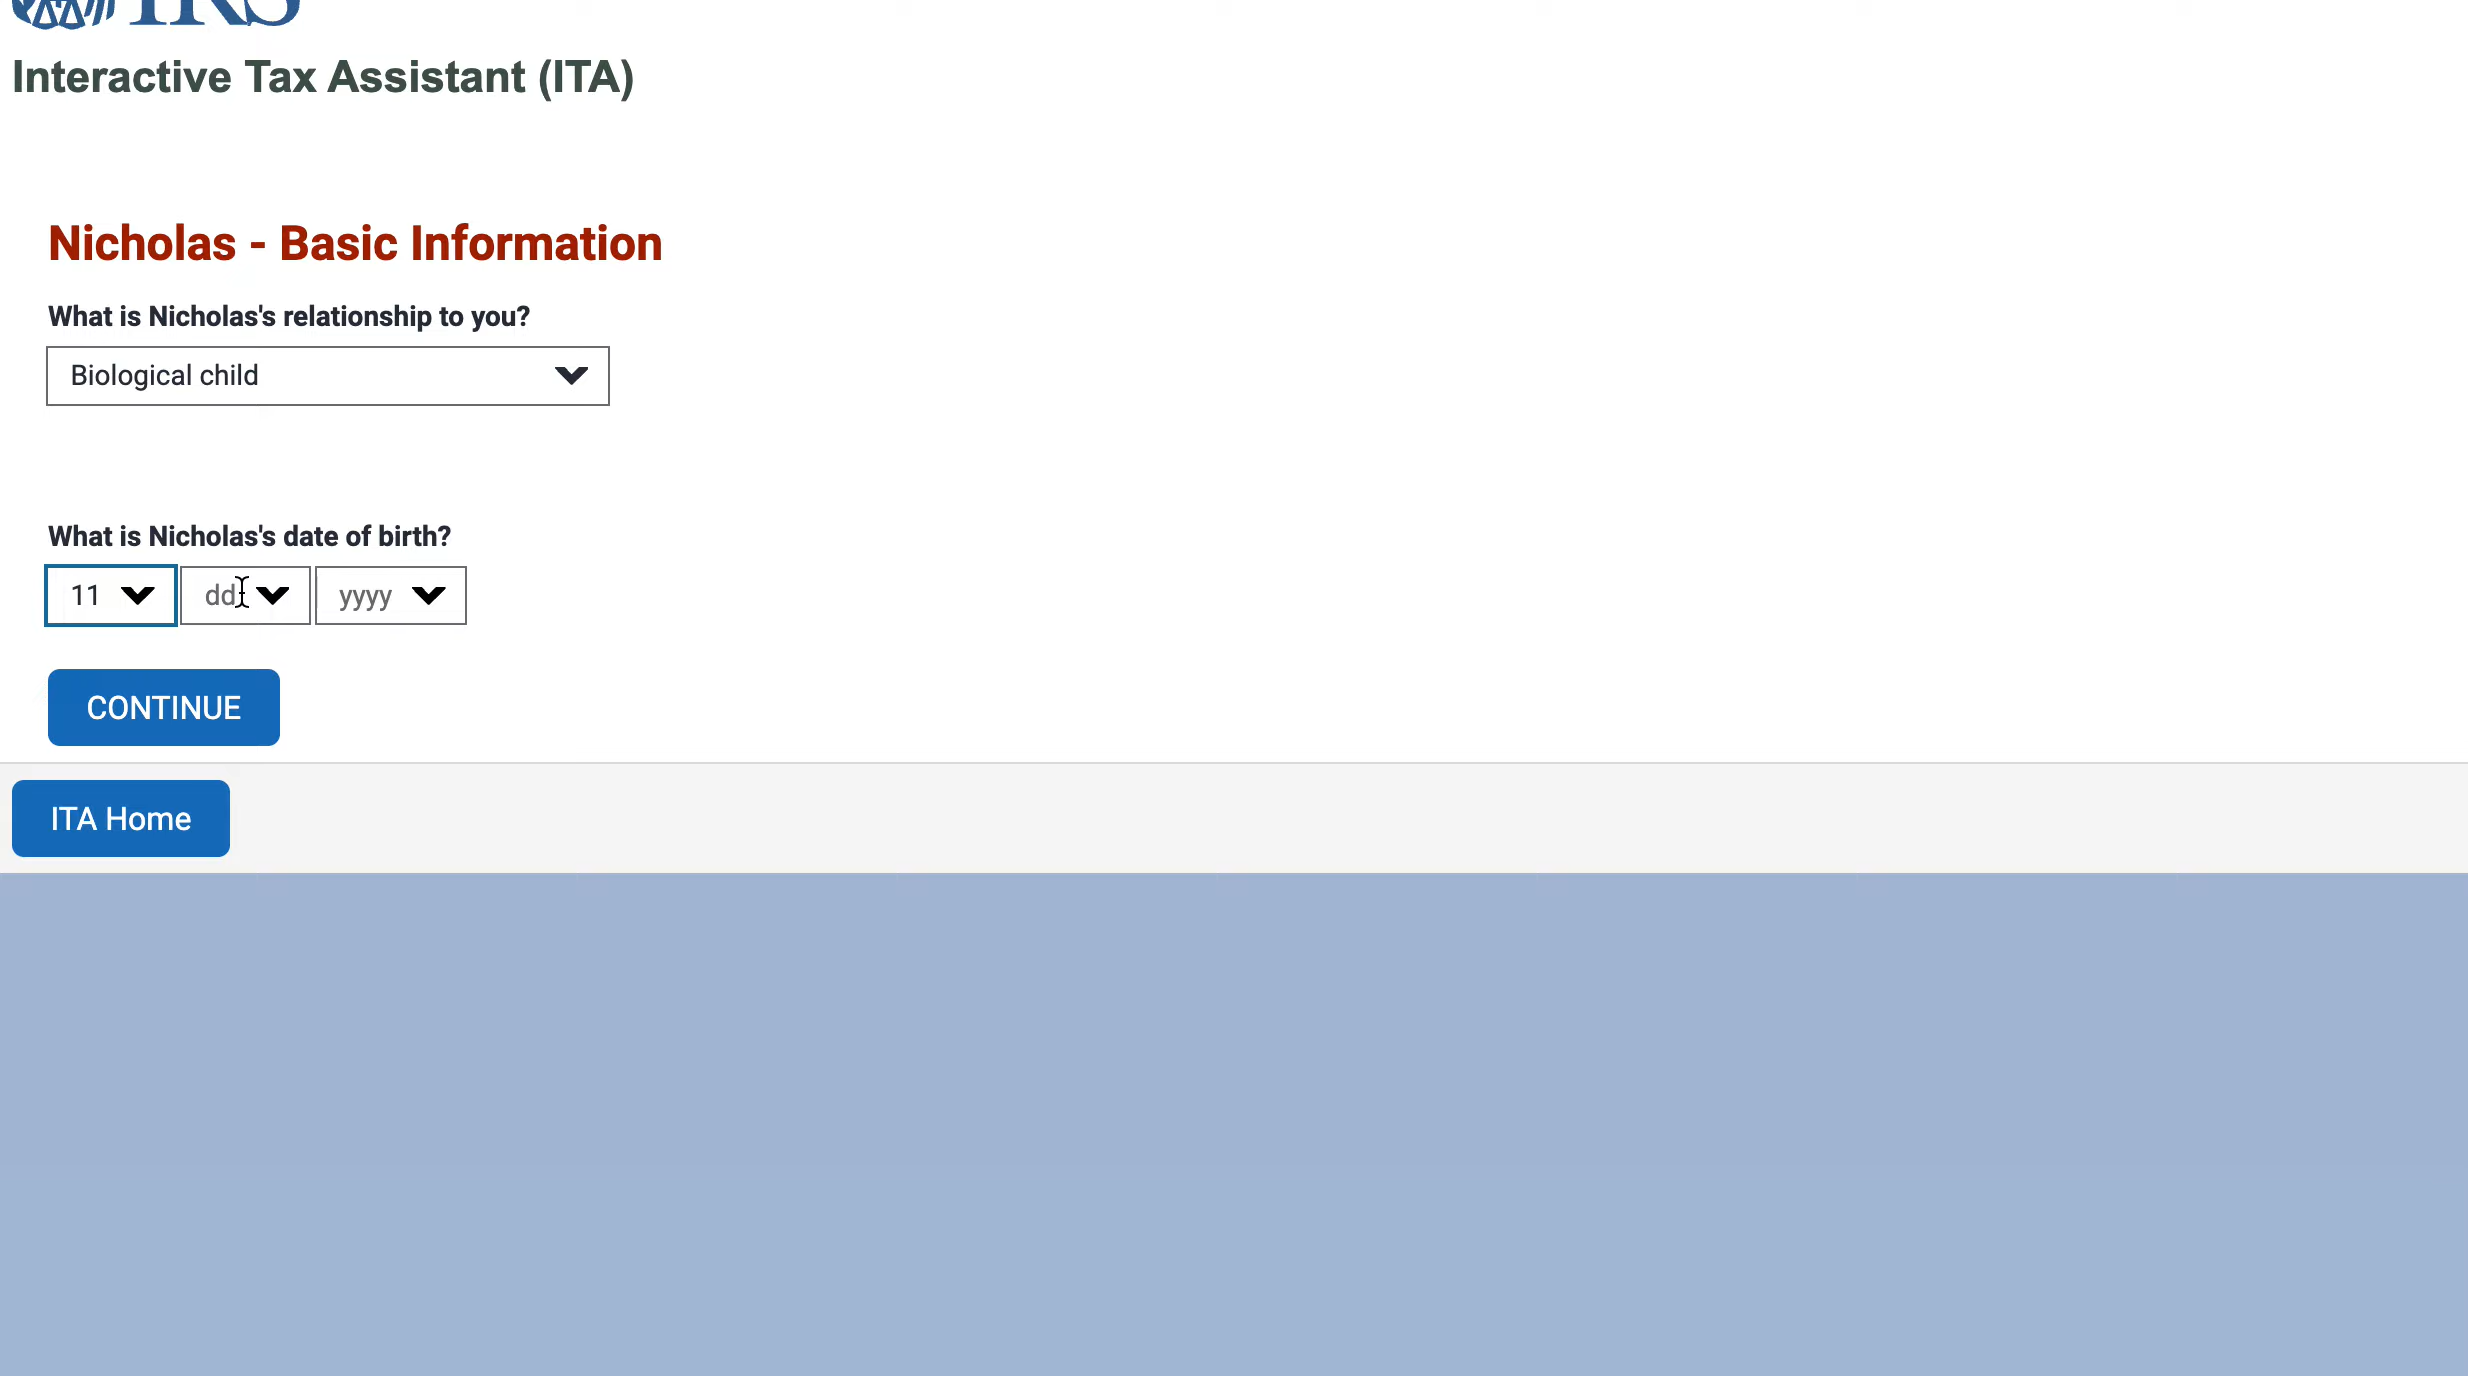 IRS
Interactive Tax Assistant (ITA)
Nicholas - Basic Information
What is Nicholas's relationship to you?
Biological child
What is Nicholas's date of birth?
11 dd yyyy
CONTINUE
ITA Home